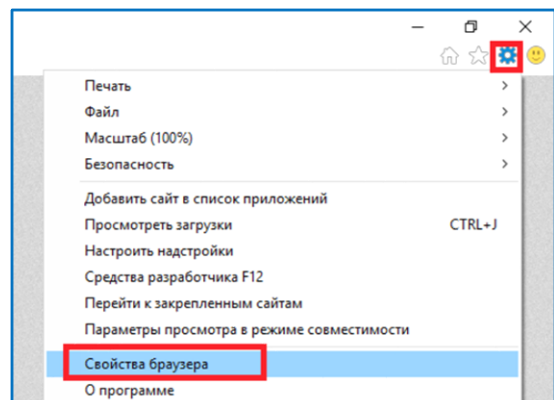 Печать
Файл
Масштаб (100%)
Безопасность
Добавить сайт в список приложений
Просмотреть загрузки CTRL+J
Настроить надстройки
Средства разработчика F12
Перейти к закрепленным сайтам
Параметры просмотра в режиме совместимости
Свойства браузера
О программе